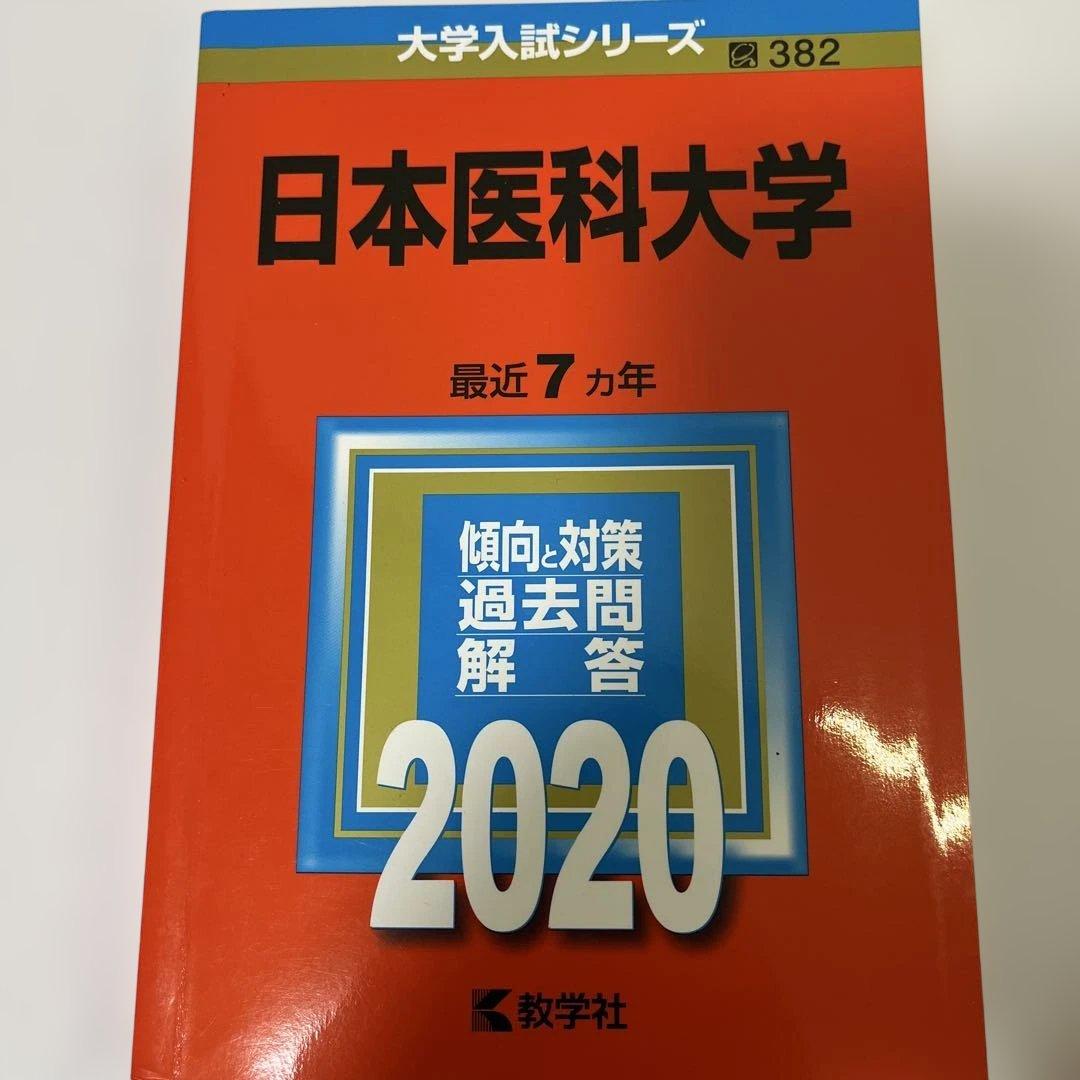 大学入試シリーズ
382
日本医科大学
最近7ヵ年
傾向と対策
過去問
解答
2020
教学社